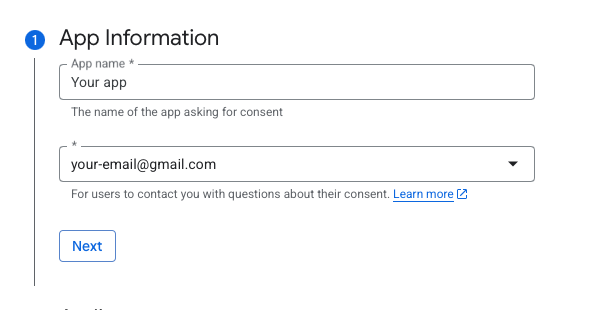 1 App Information
App name *
Your app
The name of the app asking for consent
*
your-email@gmail.com
For users to contact you with questions about their consent. Learn more
Next